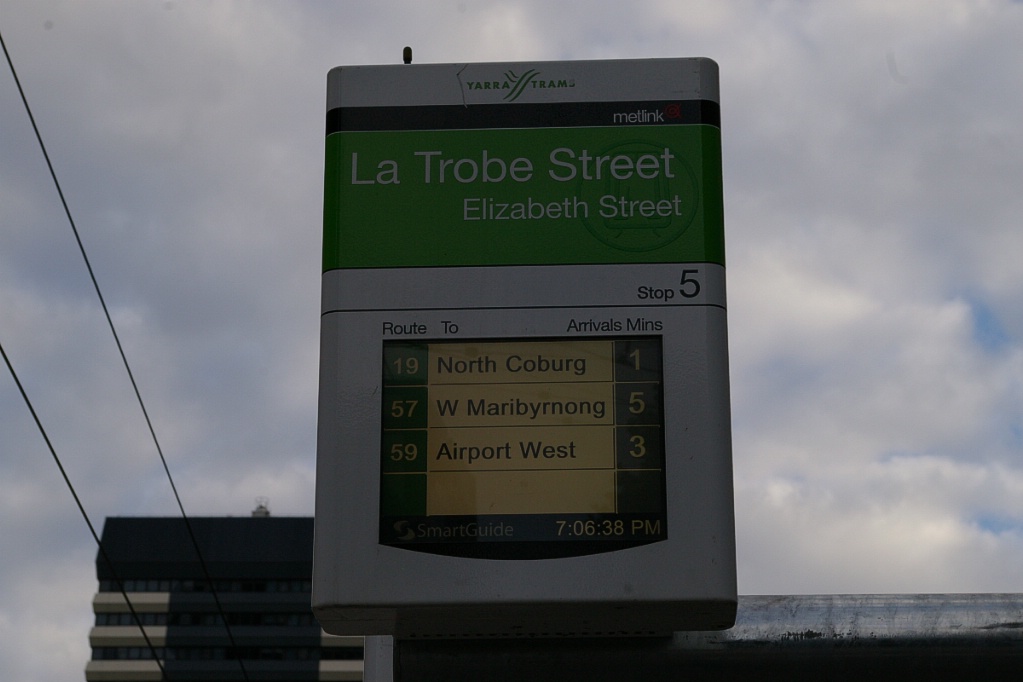 YARRA TRAMS
metlink
La Trobe Street
Elizabeth Street
Stop 5
Route To Arrivals Mins
19 North Coburg 1
57 W Maribyrnong 5
59 Airport West 3
SmartGuide 7:06:38 PM